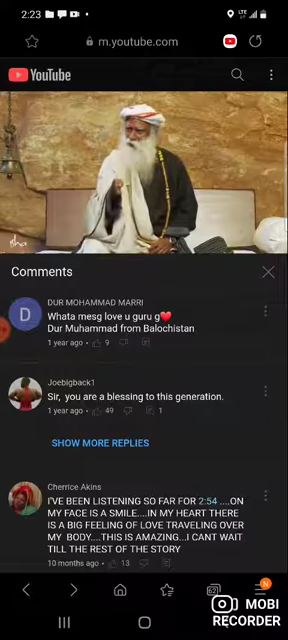 2:23
LTE
m.youtube.com
YouTube
isha
Comments
D
DUR MOHAMMAD MARRI
Whata mesg love u guru g❤️
Dur Muhammad from Balochistan
1 year ago • 9
Joebigback1
Sir, you are a blessing to this generation.
1 year ago • 49 1
SHOW MORE REPLIES
Cherrice Akins
I'VE BEEN LISTENING SO FAR FOR 2:54 ....ON
MY FACE IS A SMILE....IN MY HEART THERE
IS A BIG FEELING OF LOVE TRAVELING OVER
MY BODY....THIS IS AMAZING...I CANT WAIT
TILL THE REST OF THE STORY
10 months ago • 13
N
MOBI
RECORDER